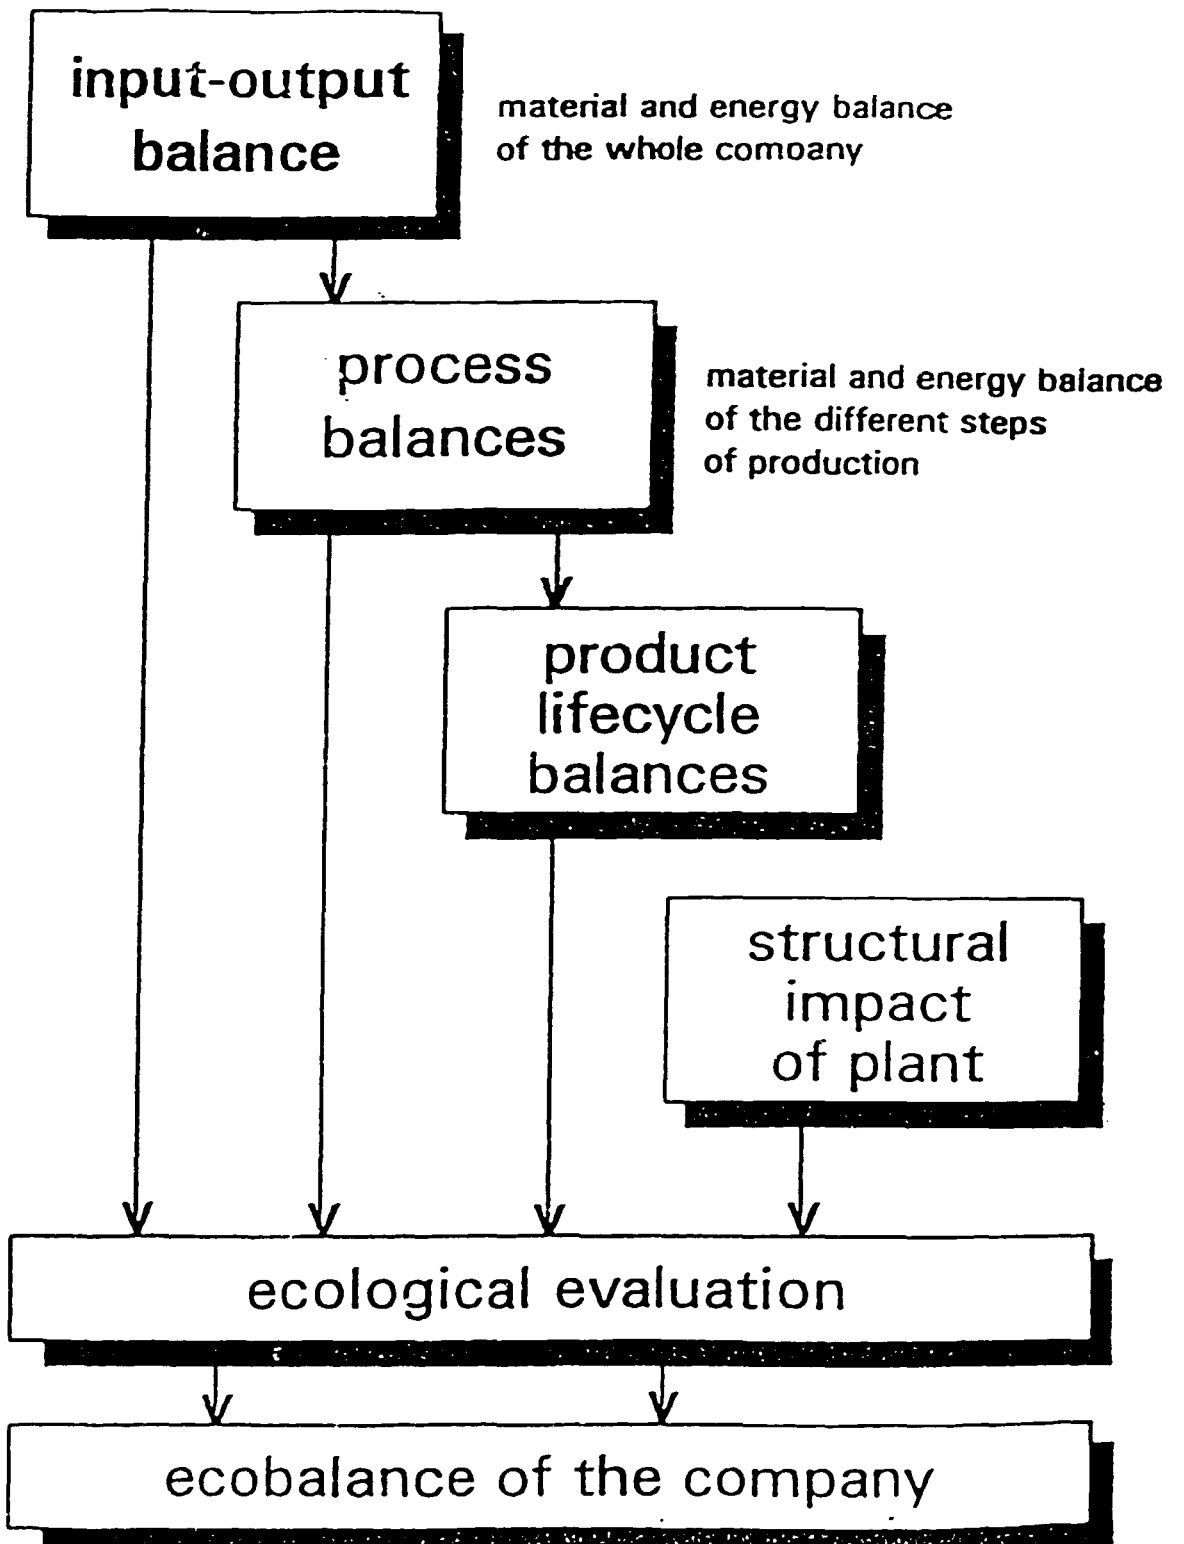 input-output
balance
material and energy balance
of the whole company
process
balances
material and energy balance
of the different steps
of production
product
lifecycle
balances
structural
impact
of plant
ecological evaluation
ecobalance of the company